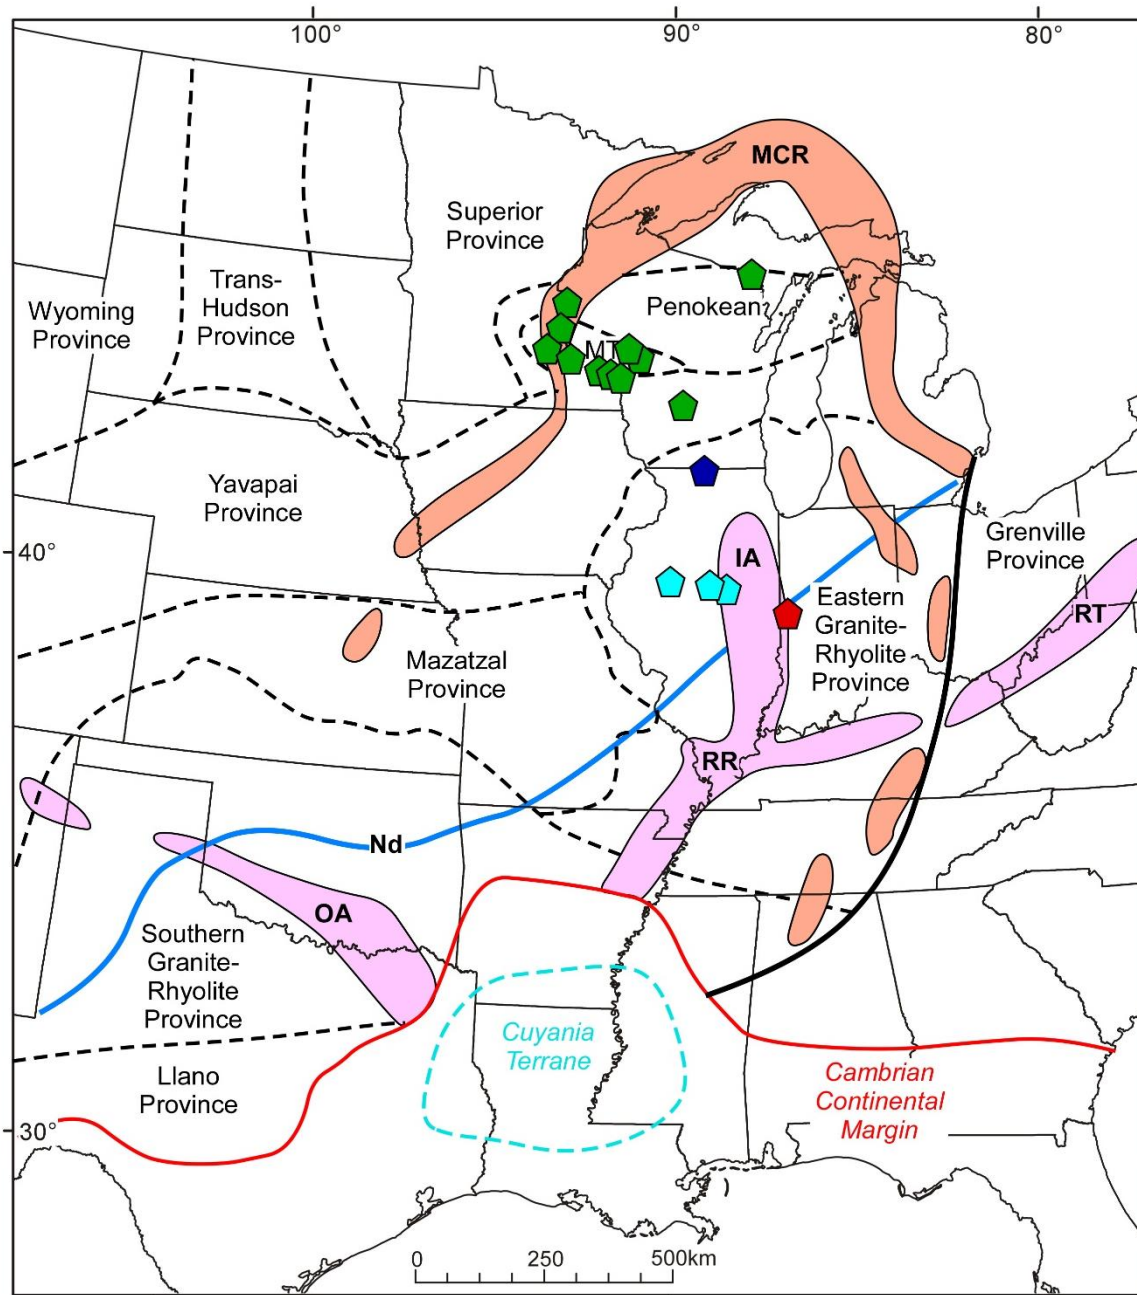 100°
90°
80°
MCR
Superior
Province
Trans-
Hudson
Province
Wyoming
Province
Penokean
MT
Yavapai
Province
40°
Grenville
Province
IA
Eastern
Granite-
Rhyolite
Province
RT
Mazatzal
Province
RR
Nd
OA
Southern
Granite-
Rhyolite
Province
Cuyania
Terrane
Llano
Province
Cambrian
Continental
Margin
30°
0 250 500km